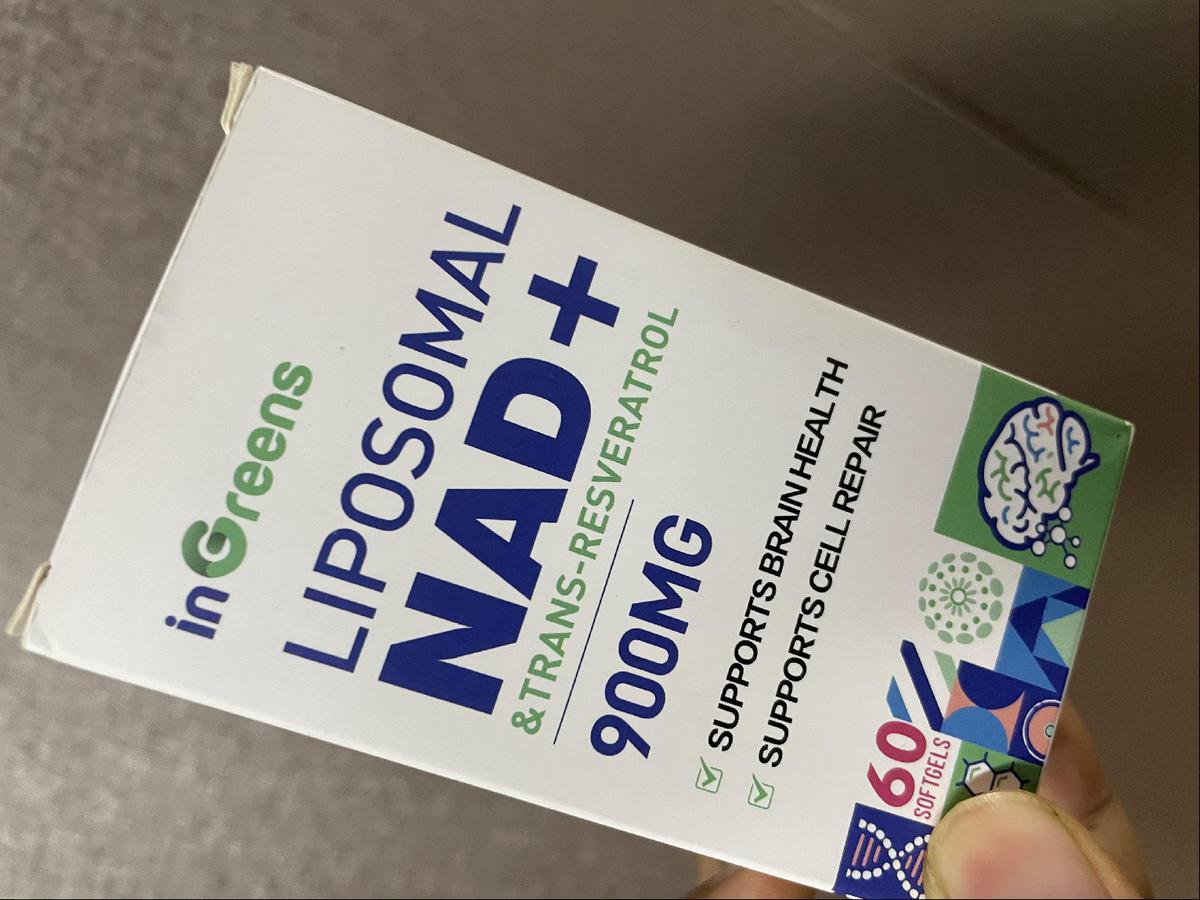 inGreens
LIPOSOMAL
NAD+
& TRANS-RESVERATROL
900MG
SUPPORTS BRAIN HEALTH
SUPPORTS CELL REPAIR
60
SOFTGELS